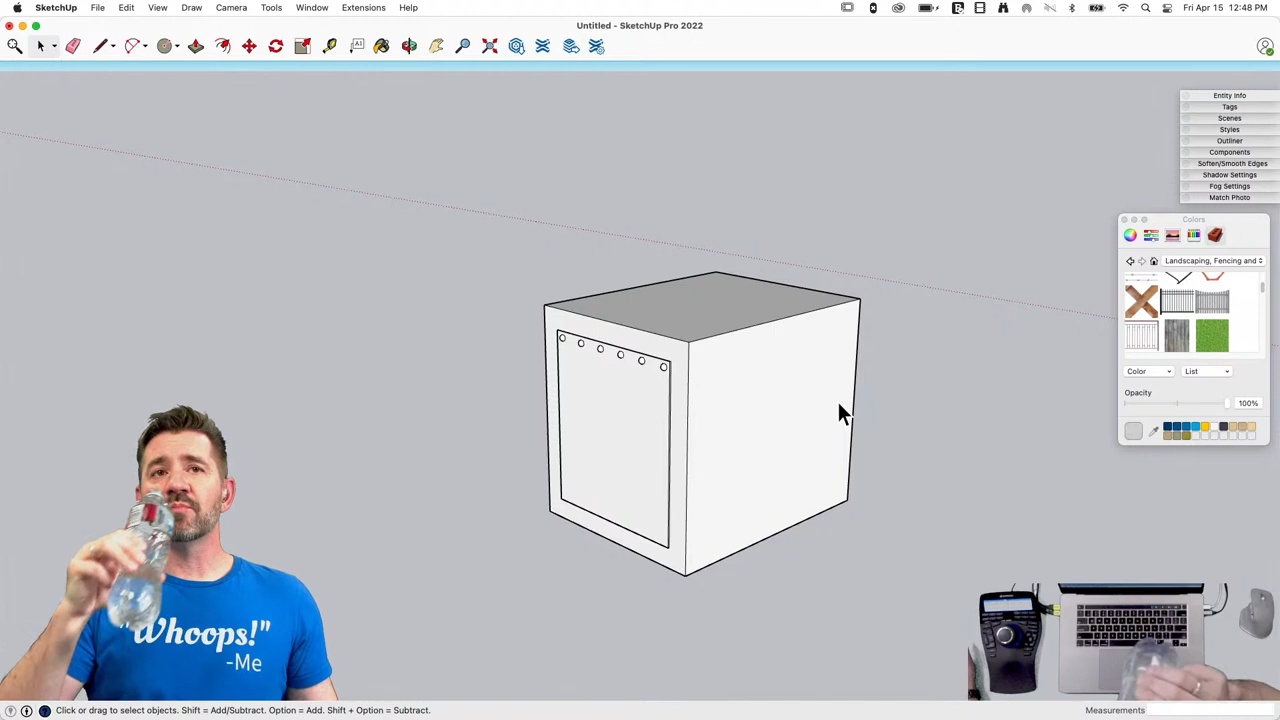 SketchUp File Edit View Draw Camera Tools Window Extensions Help
Fri Apr 15 12:48 PM
Untitled - SketchUp Pro 2022
Entity Info
Tags
Scenes
Styles
Outliner
Components
Soften/Smooth Edges
Shadow Settings
Fog Settings
Match Photo
Colors
Landscaping, Fencing and
Color List
Opacity
100%
"Whoops!"
-Me
Click or drag to select objects. Shift = Add/Subtract. Option = Add. Shift + Option = Subtract.
Measurements